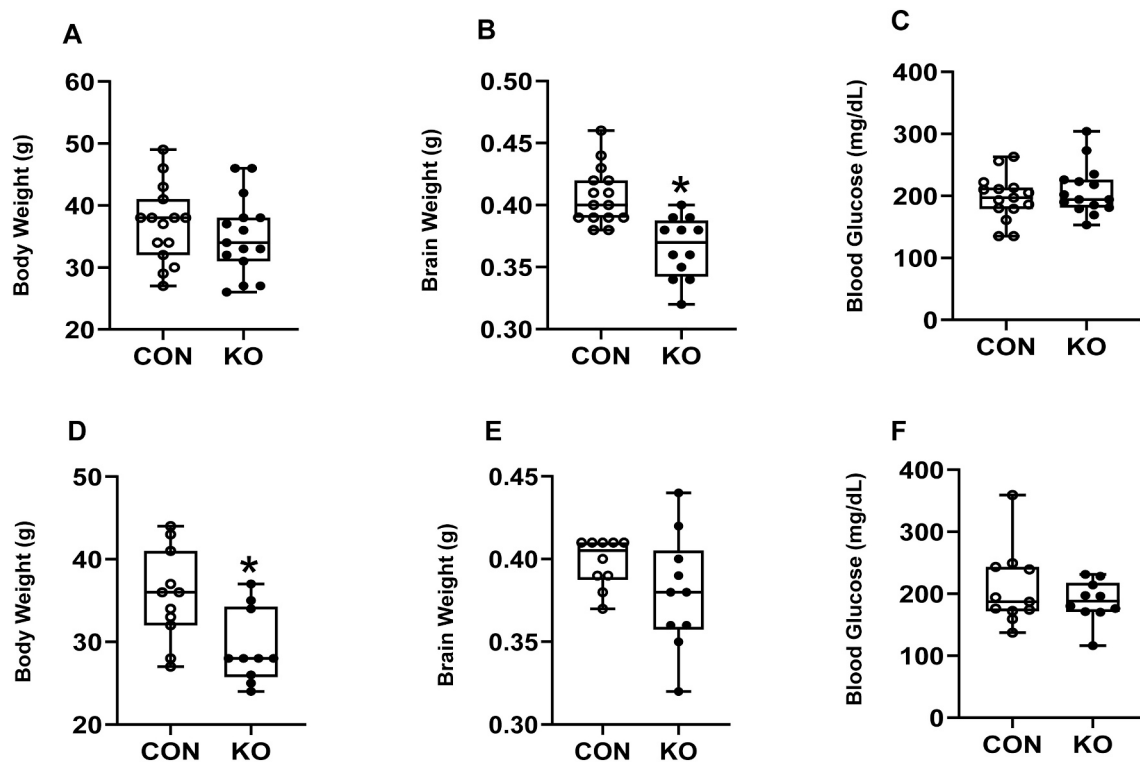 A
Body Weight (g)
60
50
40
30
20
CON KO
B
Brain Weight (g)
0.50
0.45
0.40
0.35
0.30
*
CON KO
C
Blood Glucose (mg/dL)
400
300
200
100
0
CON KO
D
Body Weight (g)
50
40
30
20
*
CON KO
E
Brain Weight (g)
0.45
0.40
0.35
0.30
CON KO
F
Blood Glucose (mg/dL)
400
300
200
100
0
CON KO